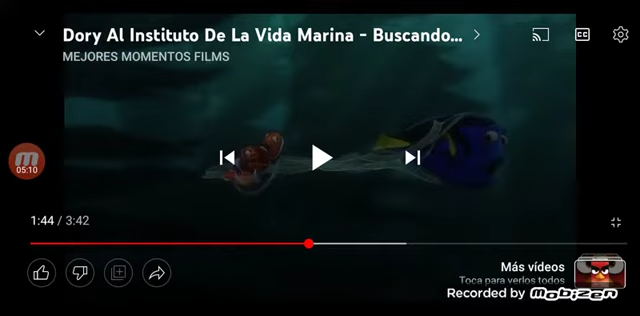 Dory Al Instituto De La Vida Marina - Buscando...
MEJORES MOMENTOS FILMS
CC
m
05:10
1:44 / 3:42
Más vídeos
Toca para verlos todos
Recorded by mobizen